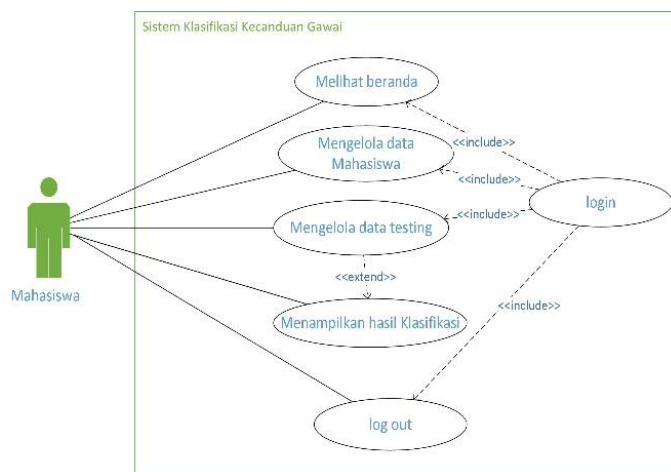 Sistem Klasifikasi Kecanduan Gawai
Melihat beranda
<<include>>
Mengelola data
Mahasiswa
<<include>>
login
Mengelola data testing
<<include>>
<<extend>>
Mahasiswa
Menampilkan hasil Klasifikasi
<<include>>
log out